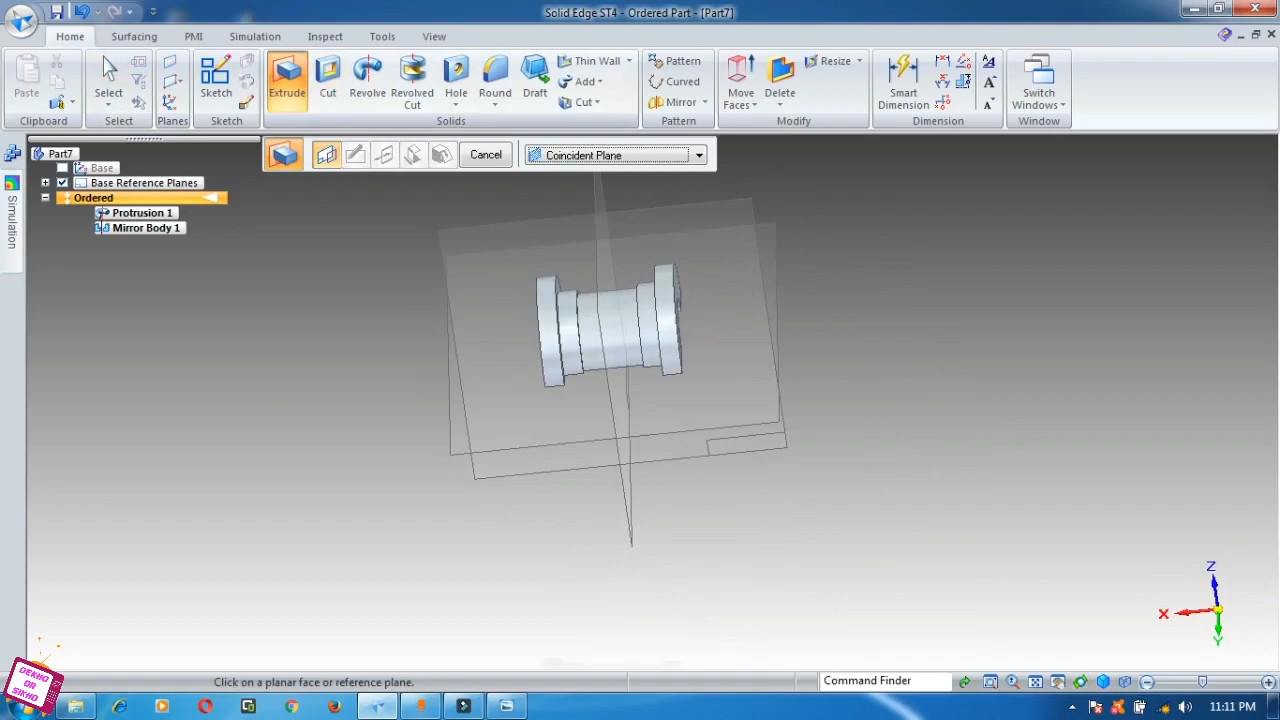 Solid Edge ST4 - Ordered Part - [Part7]
Home Surfacing PMI Simulation Inspect Tools View
Paste
Clipboard
Select
Select
Planes
Sketch
Sketch
Extrude Cut Revolve Revolved Cut Hole Round Draft
Thin Wall
Add
Cut
Solids
Pattern
Curved
Mirror
Pattern
Move Faces Delete Resize
Modify
Smart Dimension
Dimension
Switch Windows
Window
Cancel Coincident Plane
Part7
Base
Base Reference Planes
Ordered
Protrusion 1
Mirror Body 1
Simulation
Z
X
Y
Click on a planar face or reference plane.
Command Finder
DEKHO
OR
SIKHO
11:11 PM